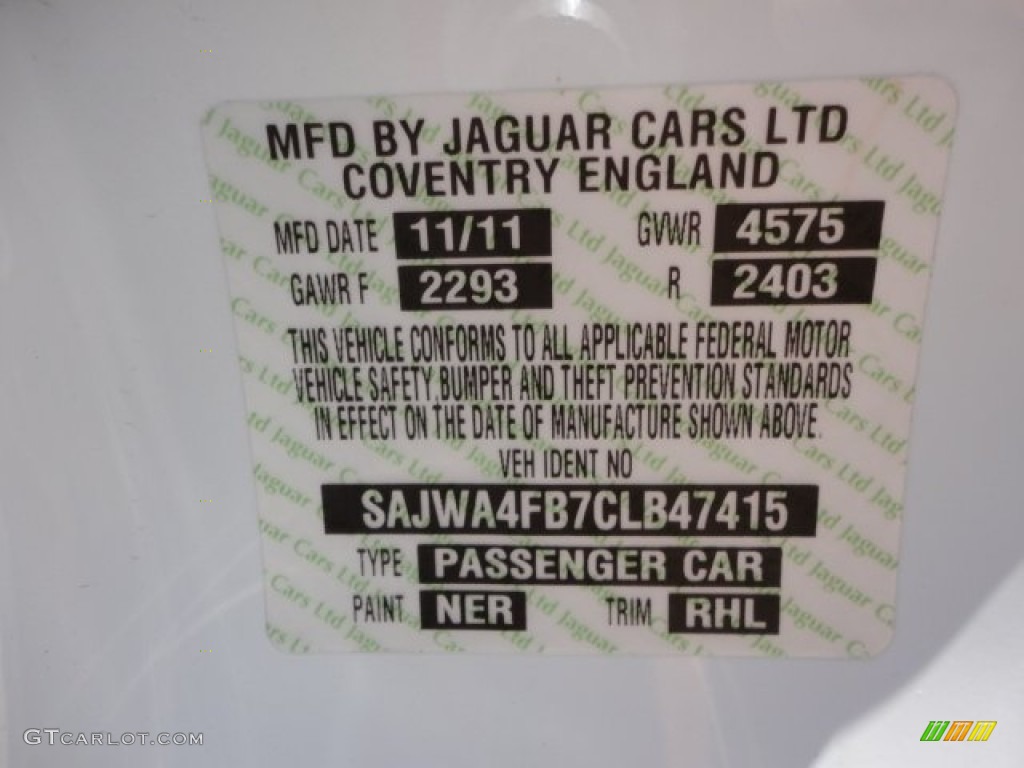 MFD BY JAGUAR CARS LTD
COVENTRY ENGLAND
MFD DATE 11/11 GVWR 4575
GAWR F 2293 R 2403
THIS VEHICLE CONFORMS TO ALL APPLICABLE FEDERAL MOTOR
VEHICLE SAFETY, BUMPER AND THEFT PREVENTION STANDARDS
IN EFFECT ON THE DATE OF MANUFACTURE SHOWN ABOVE.
VEH IDENT NO
SAJWA4FB7CLB47415
TYPE PASSENGER CAR
PAINT NER TRIM RHL
GTCARLOT.COM